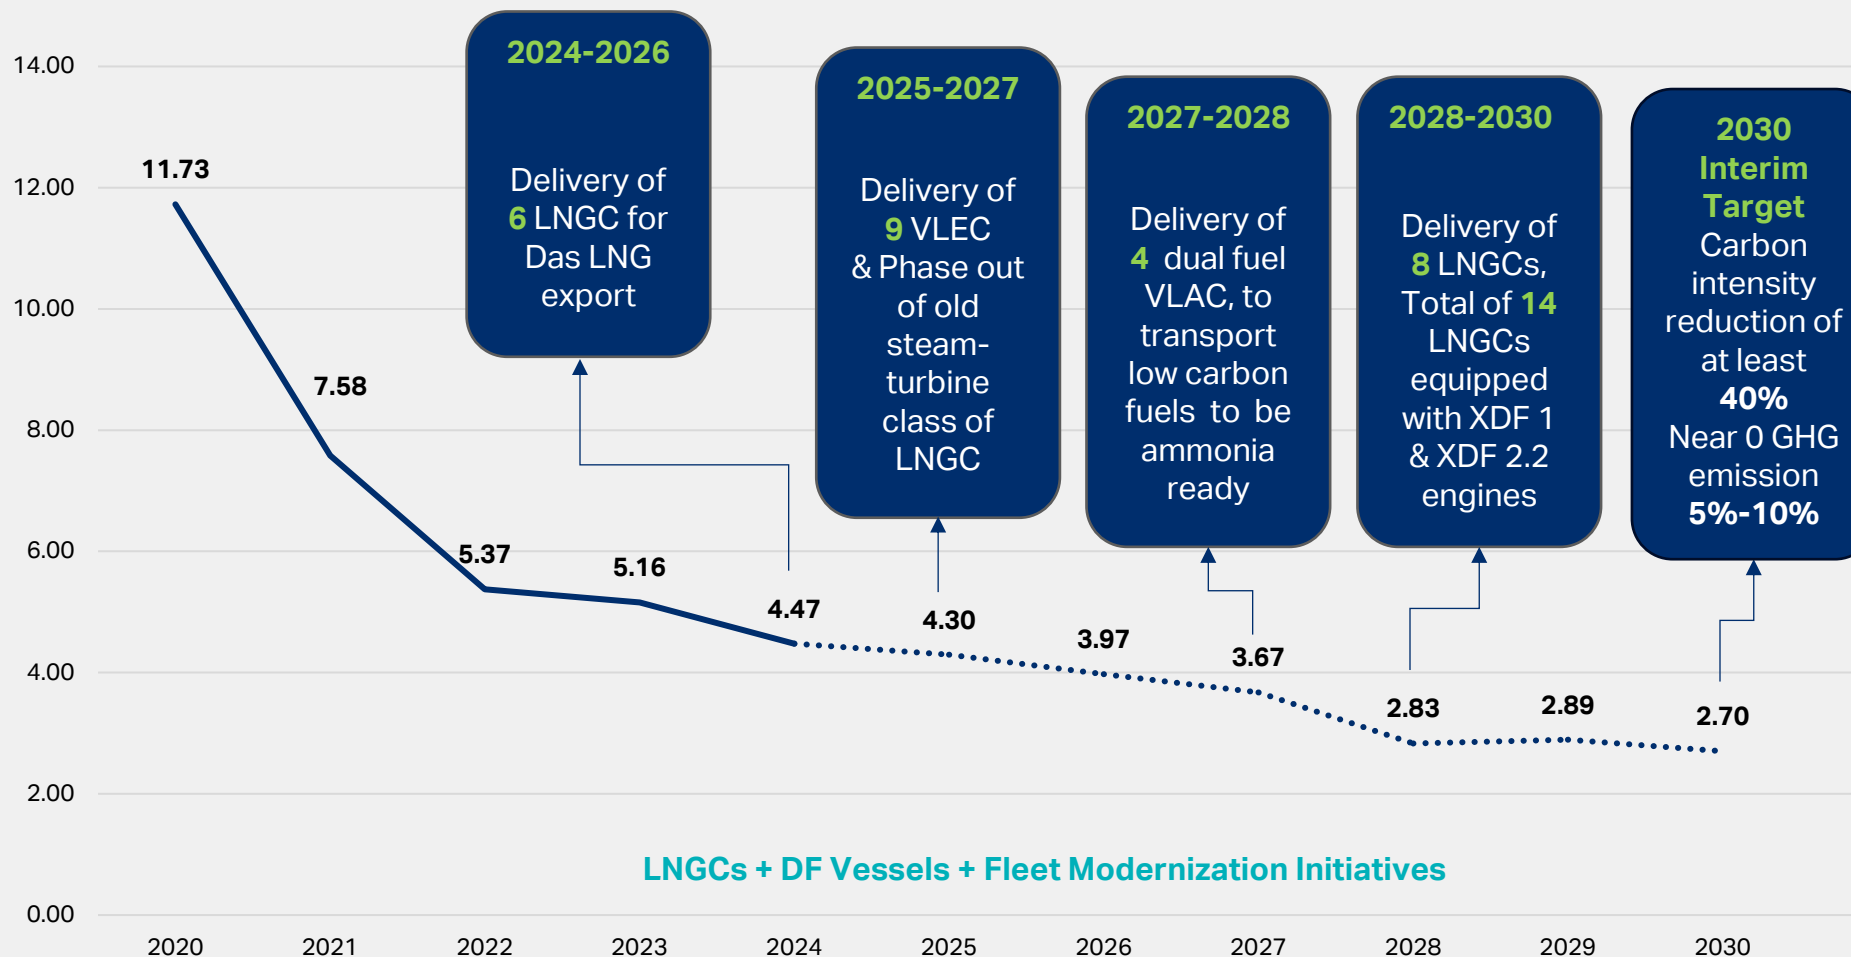 2024-2026
Delivery of
6 LNGC for
Das LNG
export
2025-2027
Delivery of
9 VLEC
& Phase out
of old
steam-
turbine
class of
LNGC
2027-2028
Delivery of
4 dual fuel
VLAC, to
transport
low carbon
fuels to be
ammonia
ready
2028-2030
Delivery of
8 LNGCs,
Total of 14
LNGCs
equipped
with XDF 1
& XDF 2.2
engines
2030
Interim
Target
Carbon
intensity
reduction of
at least
40%
Near 0 GHG
emission
5%-10%
14.00
12.00
10.00
8.00
6.00
4.00
2.00
0.00
11.73
7.58
5.37
5.16
4.47
4.30
3.97
3.67
2.83
2.89
2.70
LNGCs + DF Vessels + Fleet Modernization Initiatives
2020
2021
2022
2023
2024
2025
2026
2027
2028
2029
2030